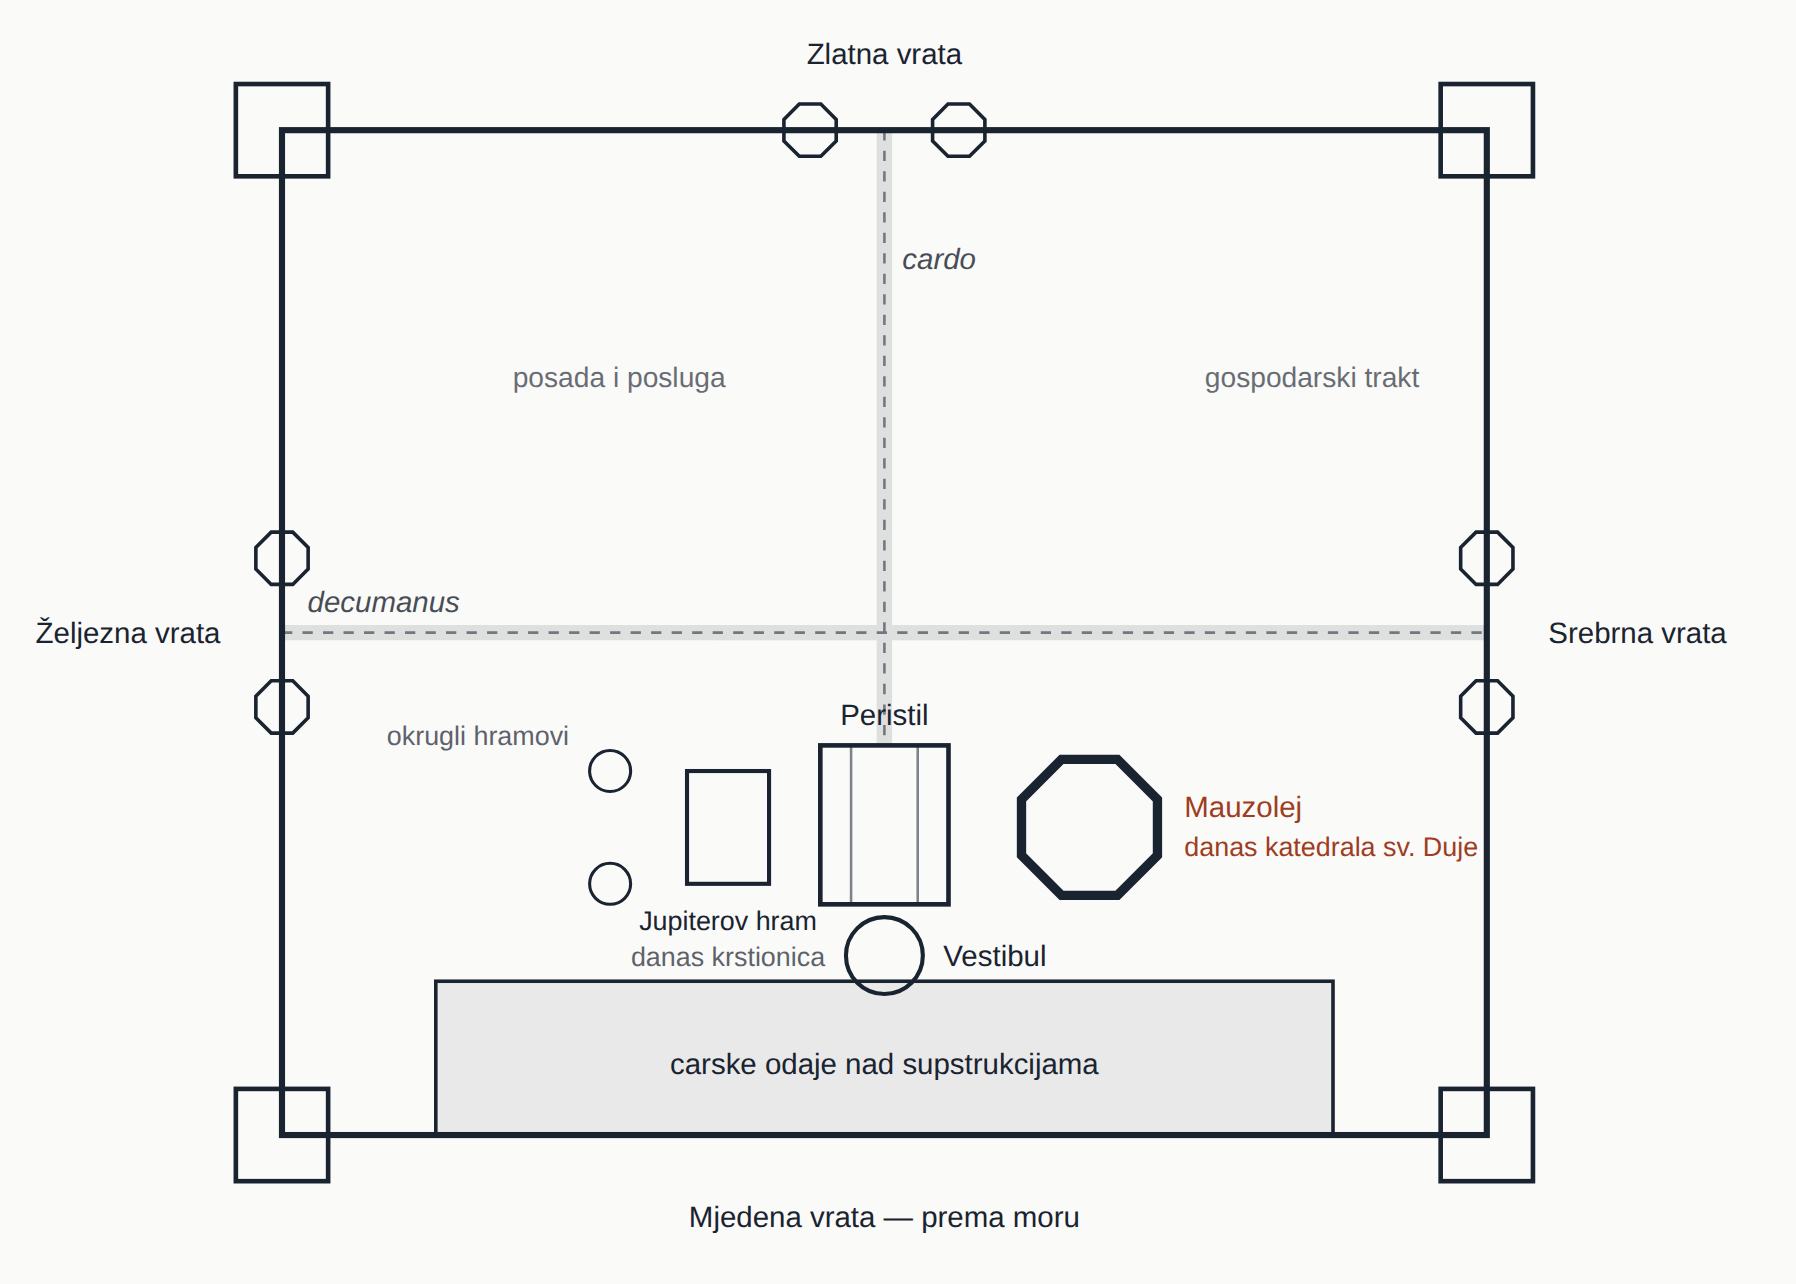 Zlatna vrata
cardo
posada i posluga
gospodarski trakt
decumanus
Željezna vrata
Srebrna vrata
Peristil
okrugli hramovi
Mauzolej
danas katedrala sv. Duje
Jupiterov hram
danas krstionica
Vestibul
carske odaje nad supstrukcijama
Mjedena vrata — prema moru